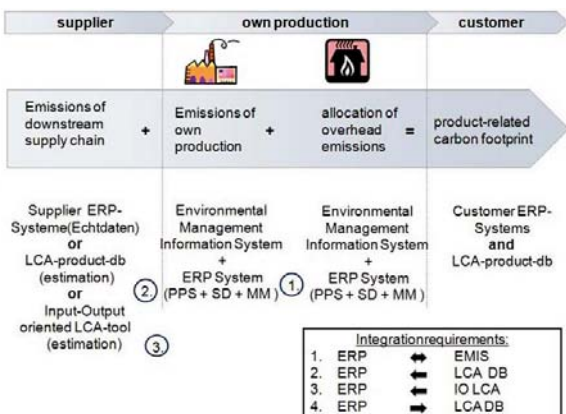 supplier
own production
customer
Emissions of
downstream
supply chain
+
Emissions of
own
production
+
allocation of
overhead
emissions
=
product-related
carbon footprint
Supplier ERP-
Systeme(Echtdaten)
or
LCA-product-db
(estimation)
or
Input-Output
oriented LCA-tool
(estimation)
2.
3.
Environmental
Management
Information System
+
ERP System
(PPS + SD + MM )
1.
Environmental
Management
Information System
+
ERP System
(PPS + SD + MM )
Customer ERP-
Systems
and
LCA-product-db
Integrationrequirements:
1. ERP ⬌ EMIS
2. ERP ⬅ LCA DB
3. ERP ⬅ IO LCA
4. ERP ➡ LCA DB